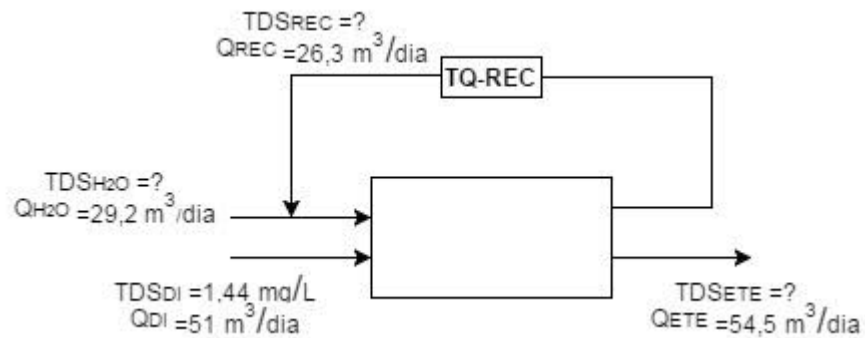 TDSREC =?
QREC =26,3 m³/dia
TQ-REC
TDSH2O =?
QH2O =29,2 m³/dia
TDSDI =1,44 mg/L
QDI =51 m³/dia
TDSETE =?
QETE =54,5 m³/dia